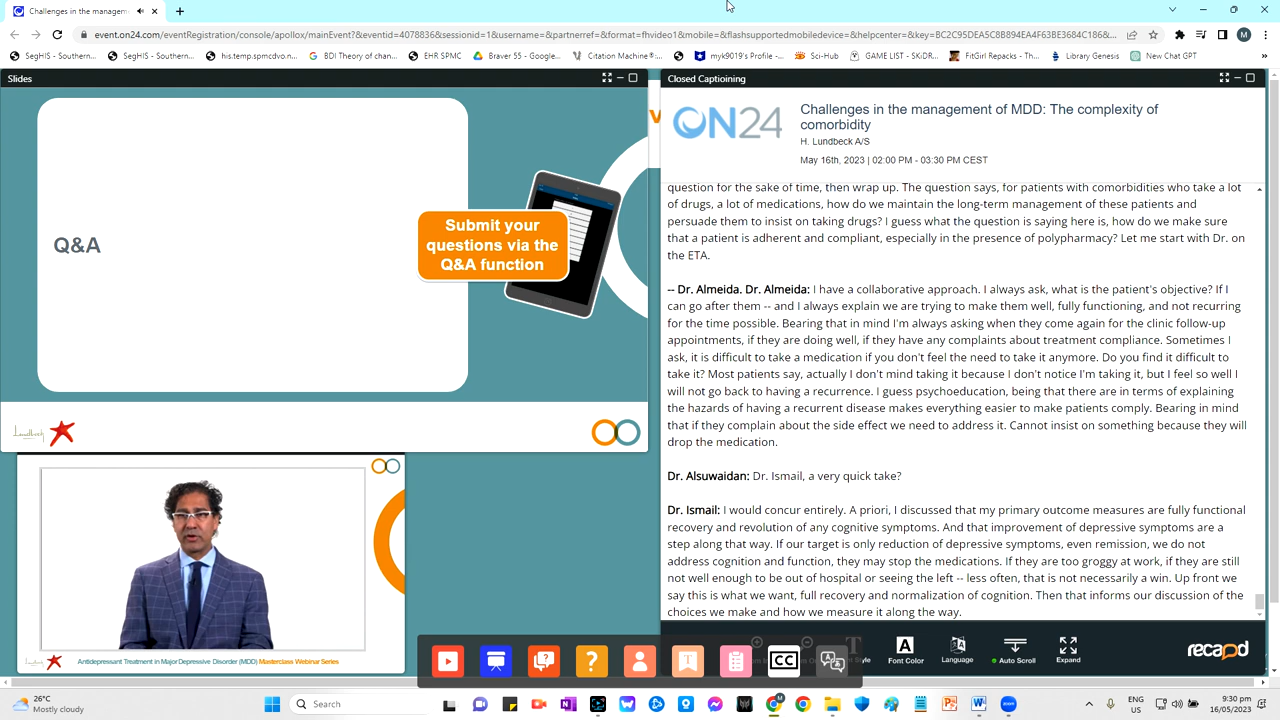 Challenges in the managem
event.on24.com/eventRegistration/console/apollox/mainEvent?&eventid=4078836&sessionid=1&username=&partnerref=&format=fhvideo1&mobile=&flashsupportedmobiledevice=&helpcenter=&key=BC2C95DEA5C8B894EA4F63BE3684C186&...
M
SegHIS - Southern...
SegHIS - Southern...
his.temp.spmcdvo.n...
BDI Theory of chan...
EHR SPMC
Braver 55 - Google...
Citation Machine®:...
myk9019's Profile -...
Sci-Hub
GAME LIST - SKiDR...
FitGirl Repacks - Th...
Library Genesis
New Chat GPT
»
Slides
Q&A
Submit your
questions via the
Q&A function
Lundbeck
Antidepressant Treatment in Major Depressive Disorder (MDD) Masterclass Webinar Series
Closed Captioining
ON24
Challenges in the management of MDD: The complexity of
comorbidity
H. Lundbeck A/S
May 16th, 2023 | 02:00 PM - 03:30 PM CEST
question for the sake of time, then wrap up. The question says, for patients with comorbidities who take a lot
of drugs, a lot of medications, how do we maintain the long-term management of these patients and
persuade them to insist on taking drugs? I guess what the question is saying here is, how do we make sure
that a patient is adherent and compliant, especially in the presence of polypharmacy? Let me start with Dr. on
the ETA.
-- Dr. Almeida. Dr. Almeida: I have a collaborative approach. I always ask, what is the patient's objective? If I
can go after them -- and I always explain we are trying to make them well, fully functioning, and not recurring
for the time possible. Bearing that in mind I'm always asking when they come again for the clinic follow-up
appointments, if they are doing well, if they have any complaints about treatment compliance. Sometimes I
ask, it is difficult to take a medication if you don't feel the need to take it anymore. Do you find it difficult to
take it? Most patients say, actually I don't mind taking it because I don't notice I'm taking it, but I feel so well I
will not go back to having a recurrence. I guess psychoeducation, being that there are in terms of explaining
the hazards of having a recurrent disease makes everything easier to make patients comply. Bearing in mind
that if they complain about the side effect we need to address it. Cannot insist on something because they will
drop the medication.
Dr. Alsuwaidan: Dr. Ismail, a very quick take?
Dr. Ismail: I would concur entirely. A priori, I discussed that my primary outcome measures are fully functional
recovery and revolution of any cognitive symptoms. And that improvement of depressive symptoms are a
step along that way. If our target is only reduction of depressive symptoms, even remission, we do not
address cognition and function, they may stop the medications. If they are too groggy at work, if they are still
not well enough to be out of hospital or seeing the left -- less often, that is not necessarily a win. Up front we
say this is what we want, full recovery and normalization of cognition. Then that informs our discussion of the
choices we make and how we measure it along the way.
Style
A
Font Color
Language
Auto Scroll
Expand
recapd
CC
26°C
Mostly cloudy
Search
ENG
US
9:30 pm
16/05/2023